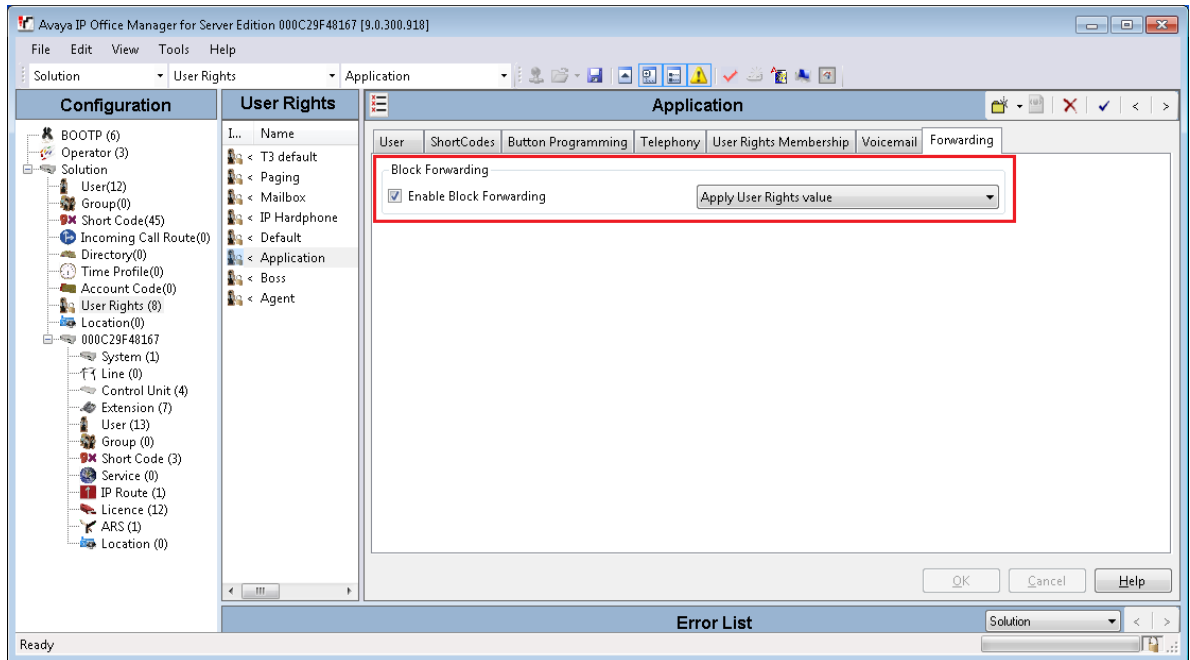 Avaya IP Office Manager for Server Edition 000C29F48167 [9.0.300.918]
File Edit View Tools Help
Solution User Rights Application
Configuration
BOOTP (6)
Operator (3)
Solution
User(12)
Group(0)
Short Code(45)
Incoming Call Route(0)
Directory(0)
Time Profile(0)
Account Code(0)
User Rights (8)
Location(0)
000C29F48167
System (1)
Line (0)
Control Unit (4)
Extension (7)
User (13)
Group (0)
Short Code (3)
Service (0)
IP Route (1)
Licence (12)
ARS (1)
Location (0)
User Rights
I... Name
T3 default
Paging
Mailbox
IP Hardphone
Default
Application
Boss
Agent
Application
User ShortCodes Button Programming Telephony User Rights Membership Voicemail Forwarding
Block Forwarding
Enable Block Forwarding Apply User Rights value
OK Cancel Help
Error List Solution
Ready